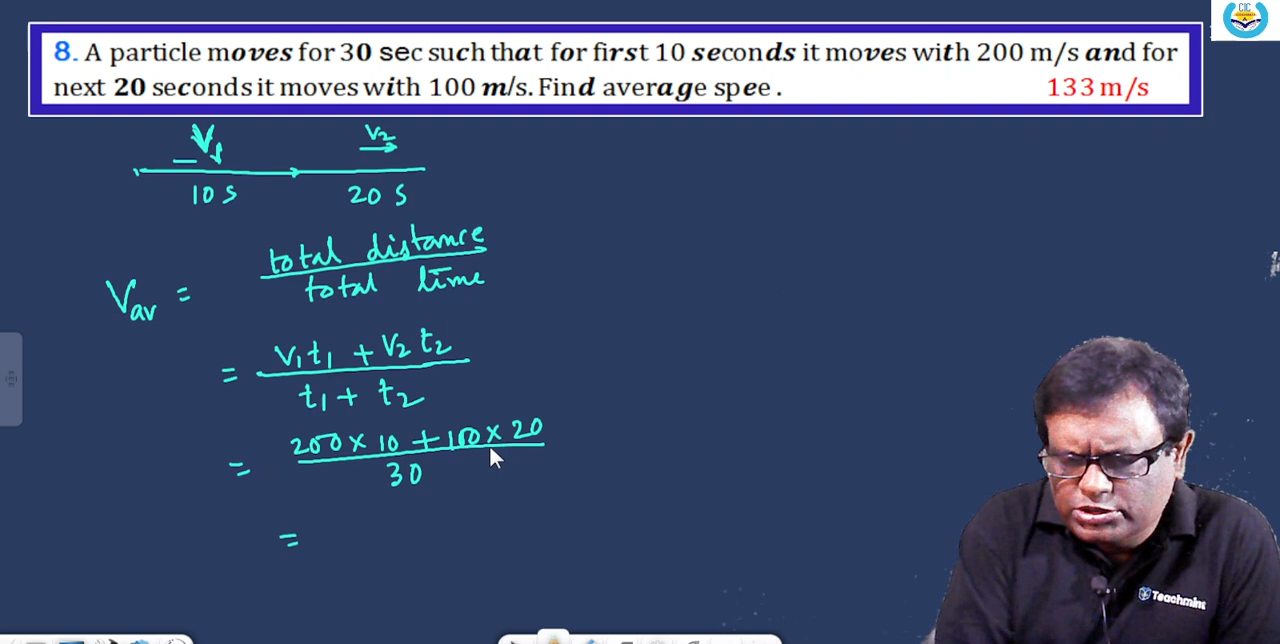 8. A particle moves for 30 sec such that for first 10 seconds it moves with 200 m/s and for
next 20 seconds it moves with 100 m/s. Find average spee .
133 m/s
V1 V2
10 S 20 S
Vav = total distance / total time
= V1t1 + V2t2 / t1 + t2
= 200 × 10 + 100 × 20 / 30
=
CIC
Teachmint